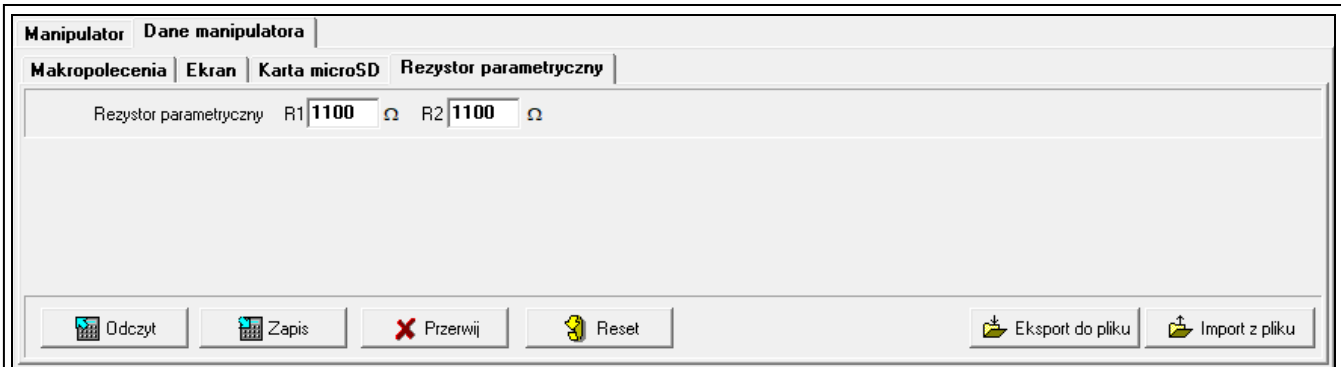 Manipulator Dane manipulatora
Makropolecenia Ekran Karta microSD Rezystor parametryczny
Rezystor parametryczny R1 1100 Ω R2 1100 Ω
Odczyt Zapis Przerwij Reset Eksport do pliku Import z pliku